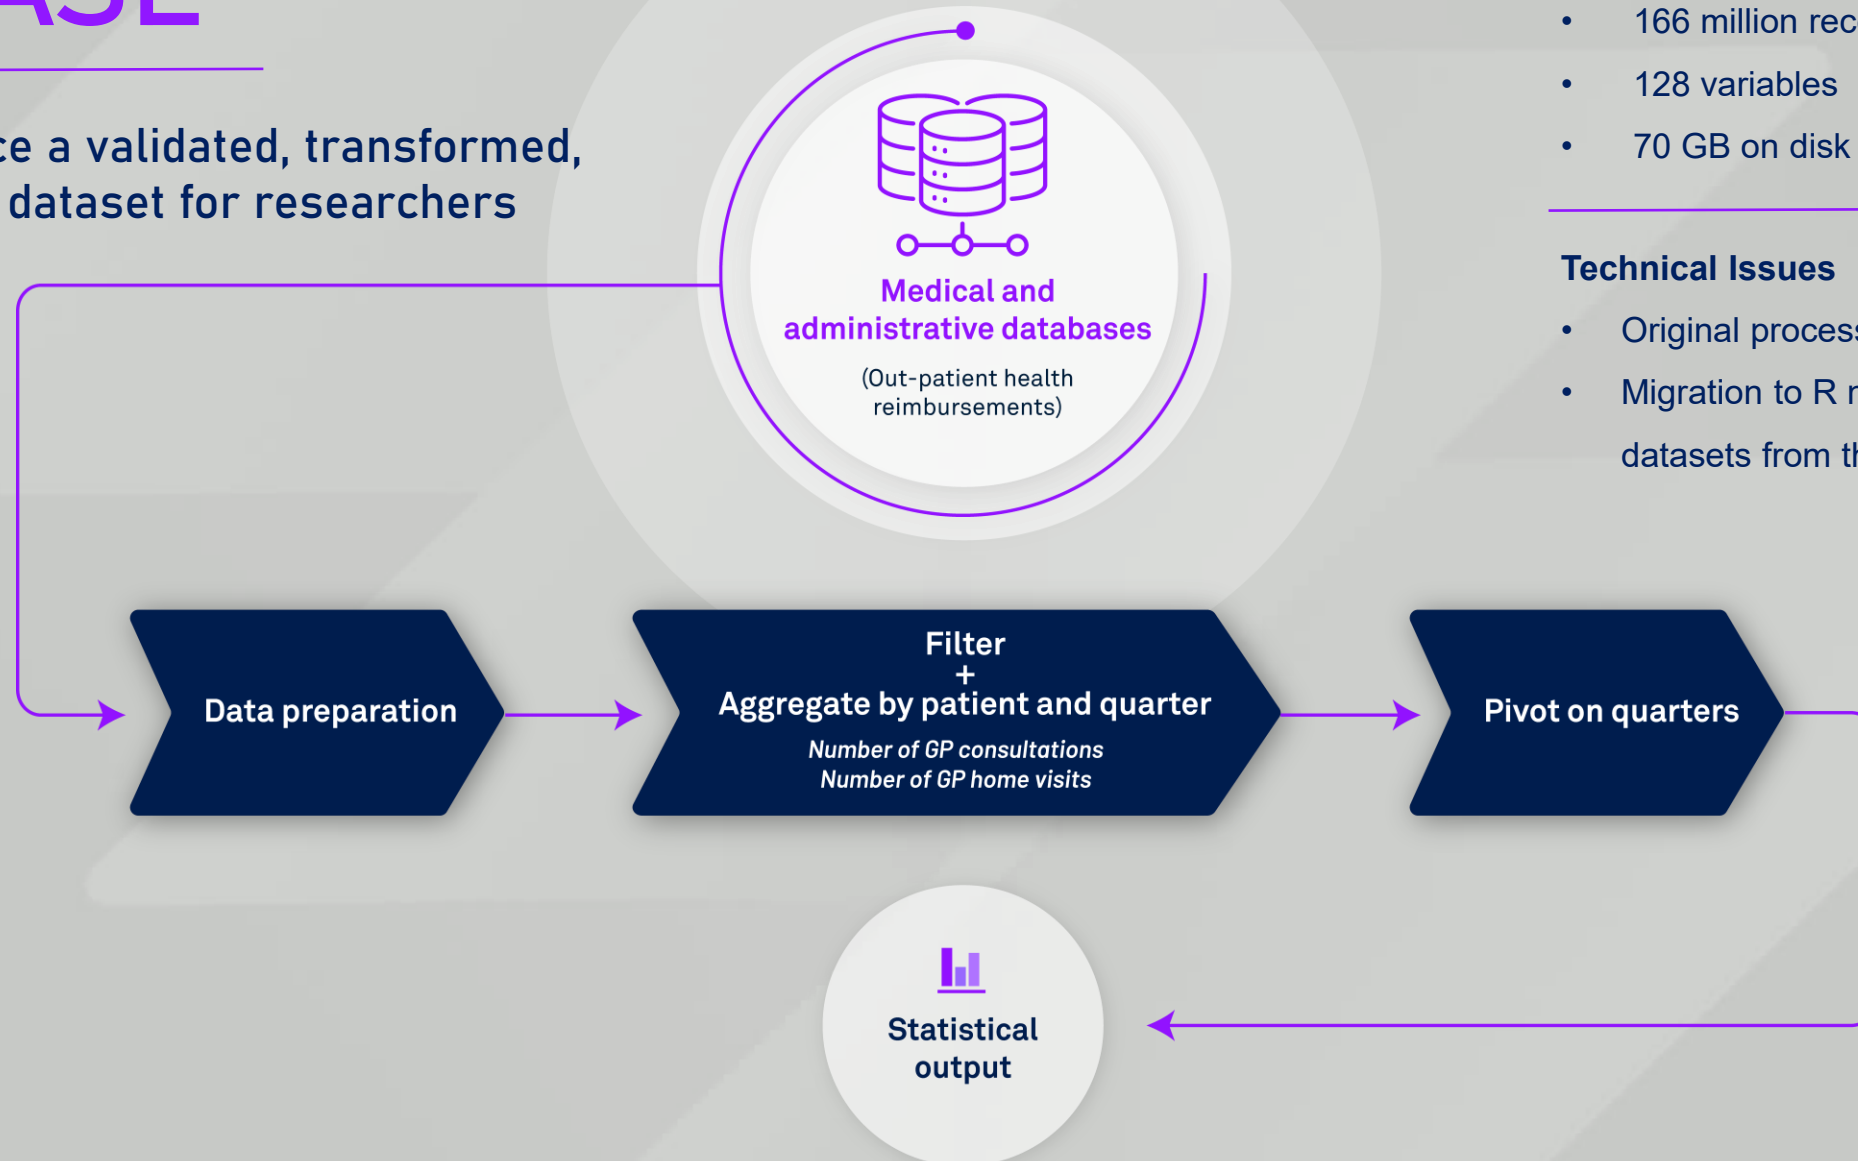 ce a validated, transformed,
dataset for researchers
Medical and
administrative databases
(Out-patient health
reimbursements)
166 million
128 variables
70 GB on disk
Technical Issues
Original
Migration to R
datasets from
Data preparation
Filter
+
Aggregate by patient and quarter
Number of GP consultations
Number of GP home visits
Pivot on quarters
Statistical
output